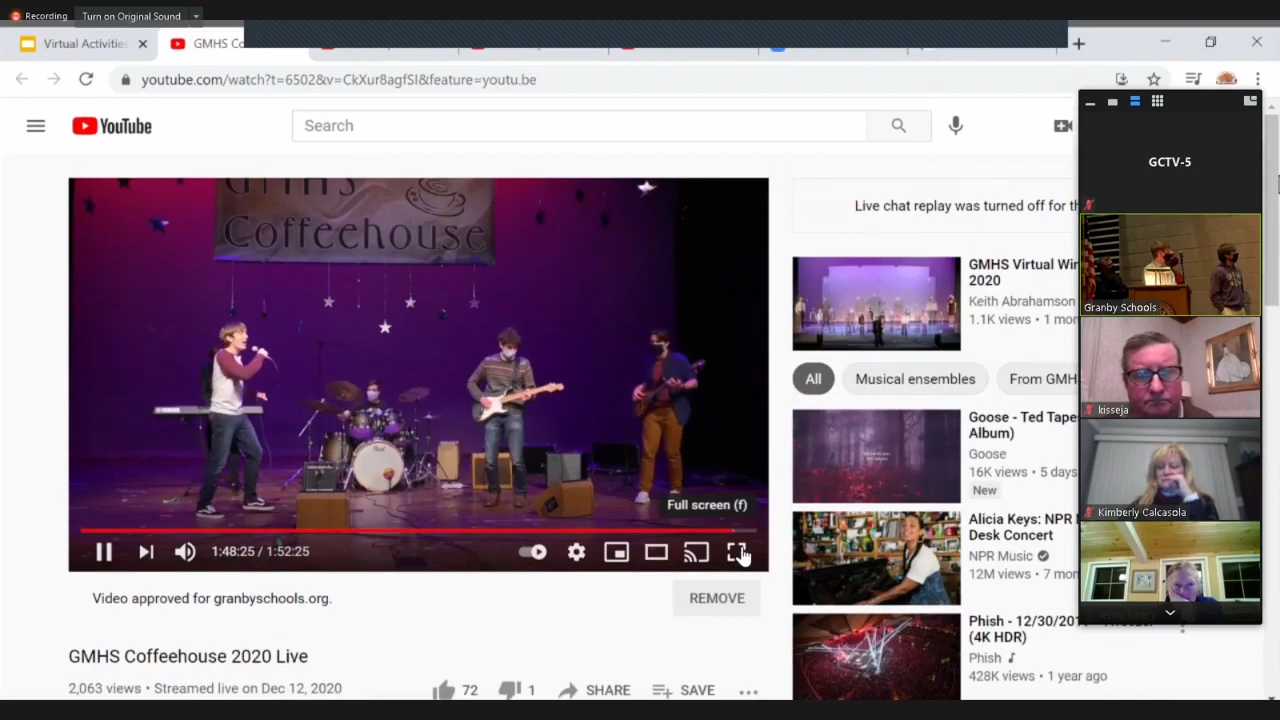 Recording
Turn on Original Sound
Virtual Activities
GMHS Co
youtube.com/watch?t=6502&v=CkXur8agfSI&feature=youtu.be
YouTube
Search
GMHS
Coffeehouse
Full screen (f)
1:48:25 / 1:52:25
Video approved for granbyschools.org.
REMOVE
GMHS Coffeehouse 2020 Live
2,063 views • Streamed live on Dec 12, 2020
72
1
SHARE
SAVE
Live chat replay was turned off for th
GMHS Virtual Win
2020
Keith Abrahamson
1.1K views • 1 mon
All
Musical ensembles
From GMH
Goose - Ted Tapes
Album)
Goose
16K views • 5 days
New
Alicia Keys: NPR
Desk Concert
NPR Music
12M views • 7 mon
Phish - 12/30/201
(4K HDR)
Phish
428K views • 1 year ago
GCTV-5
Granby Schools
kisseja
Kimberly Calcasola